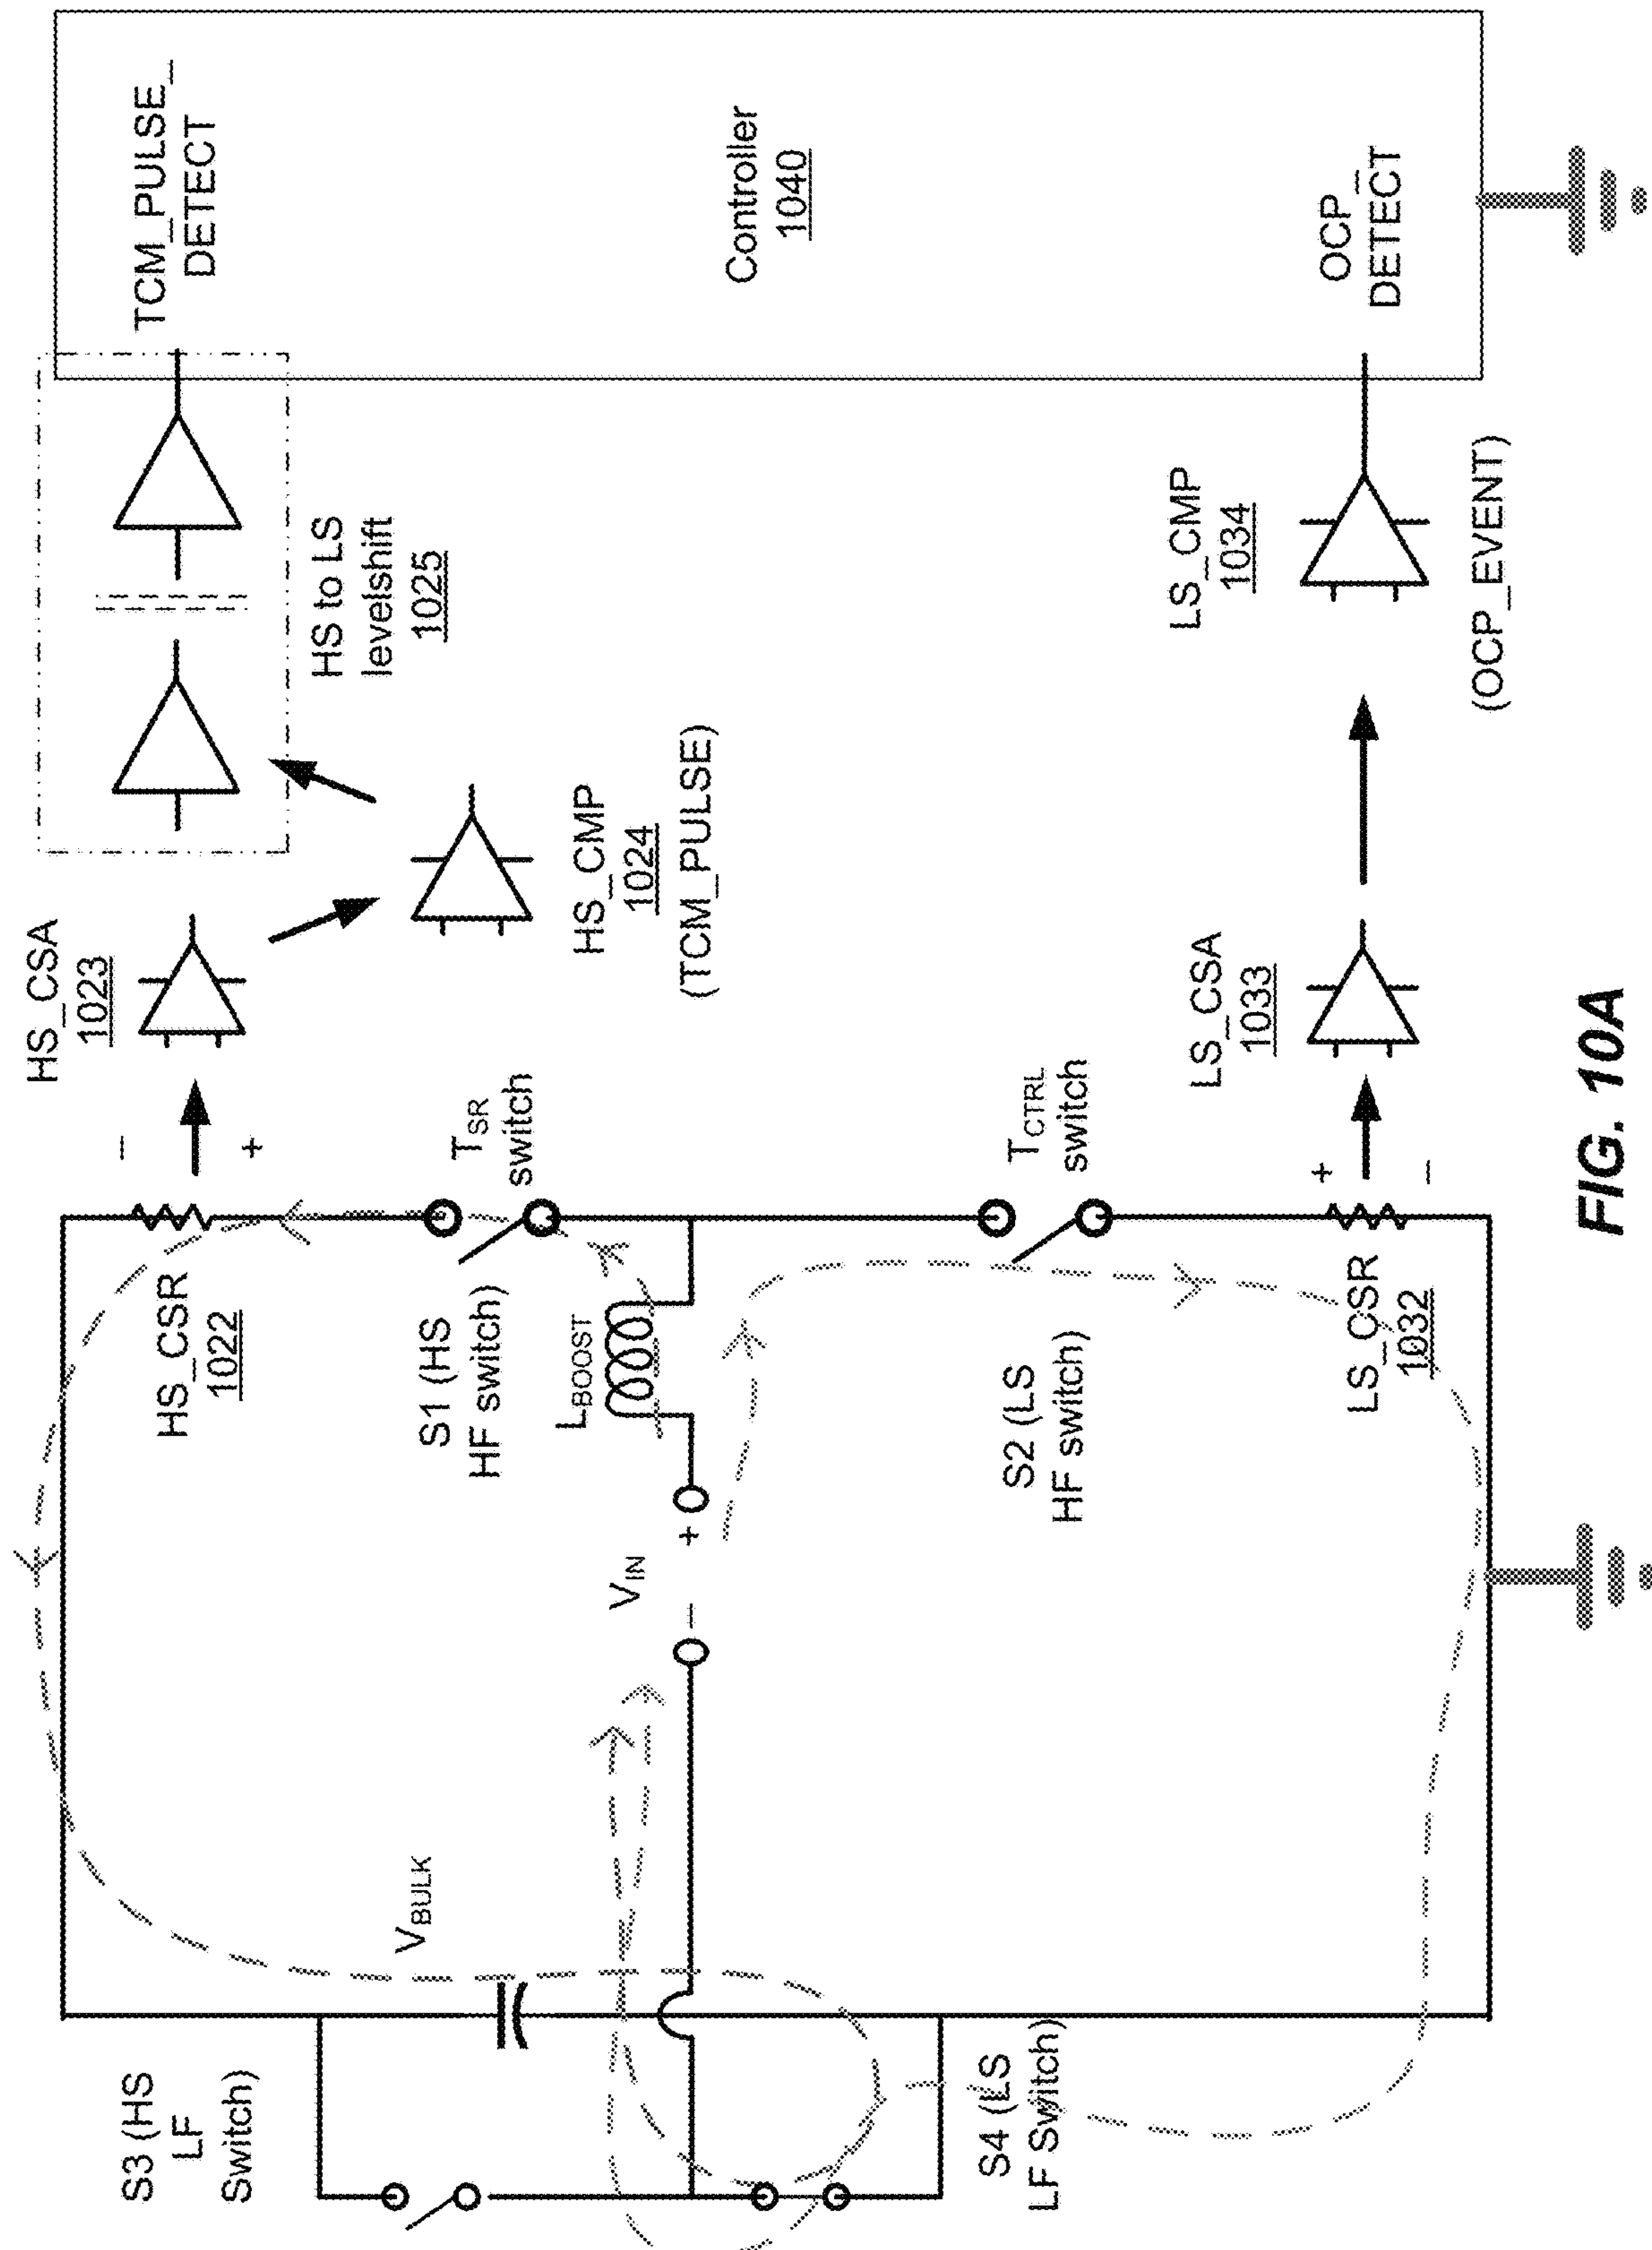 HS_CSA
1023
HS_CMP
1024
(TCM_PULSE)
HS to LS
levelshift
1025
TCM_PULSE_
DETECT
Controller
1040
OCP_
DETECT
S3 (HS
LF
Switch)
VBULK
HS_CSR
1022
−
+
TSR
switch
S1 (HS
HF switch)
LBOOST
VIN
−
+
TCTRL
switch
S2 (LS
HF switch)
S4 (LS
LF Switch)
LS_CSR
1032
+
−
LS_CSA
1033
LS_CMP
1034
(OCP_EVENT)
FIG. 10A